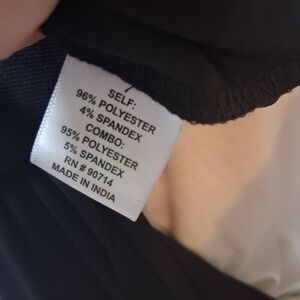 SELF:
96% POLYESTER
4% SPANDEX
COMBO:
95% POLYESTER
5% SPANDEX
RN # 90714
MADE IN INDIA